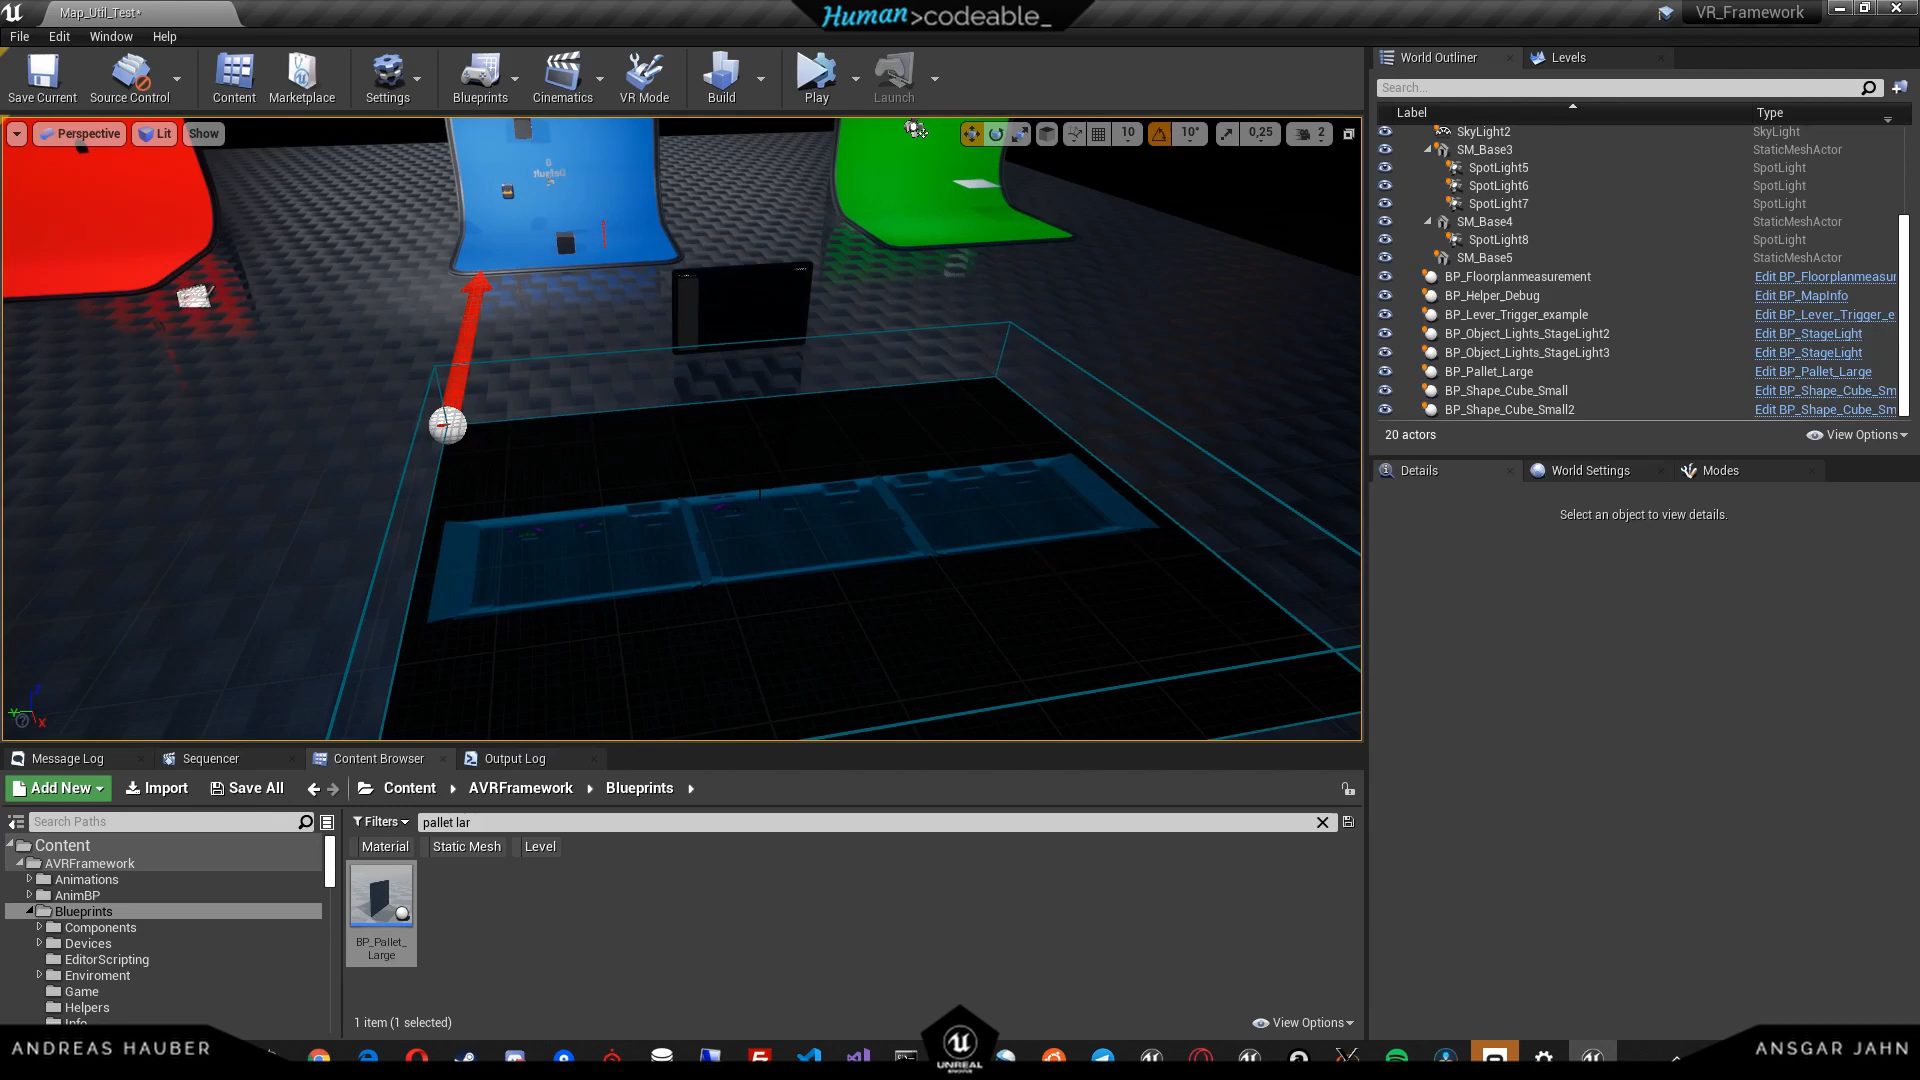 Map_Util_Test*
Human>codeable_
VR_Framework
File Edit Window Help
Save Current Source Control Content Marketplace Settings Blueprints Cinematics VR Mode Build Play Launch
Perspective Lit Show
10 10° 0,25 2
Default
World Outliner Levels
Search...
Label Type
SkyLight2 SkyLight
SM_Base3 StaticMeshActor
SpotLight5 SpotLight
SpotLight6 SpotLight
SpotLight7 SpotLight
SM_Base4 StaticMeshActor
SpotLight8 SpotLight
SM_Base5 StaticMeshActor
BP_Floorplanmeasurement Edit BP_Floorplanmeasur
BP_Helper_Debug Edit BP_MapInfo
BP_Lever_Trigger_example Edit BP_Lever_Trigger_e
BP_Object_Lights_StageLight2 Edit BP_StageLight
BP_Object_Lights_StageLight3 Edit BP_StageLight
BP_Pallet_Large Edit BP_Pallet_Large
BP_Shape_Cube_Small Edit BP_Shape_Cube_Sm
BP_Shape_Cube_Small2 Edit BP_Shape_Cube_Sm
20 actors View Options
Details World Settings Modes
Select an object to view details.
Z
Y
X
Message Log Sequencer Content Browser Output Log
Add New Import Save All Content AVRFramework Blueprints
Search Paths
Filters pallet lar
Material Static Mesh Level
Content
AVRFramework
Animations
AnimBP
Blueprints
Components
Devices
EditorScripting
Enviroment
Game
Helpers
Info
BP_Pallet_
Large
1 item (1 selected) View Options
ANDREAS HAUBER
UNREAL
ENGINE
ANSGAR JAHN